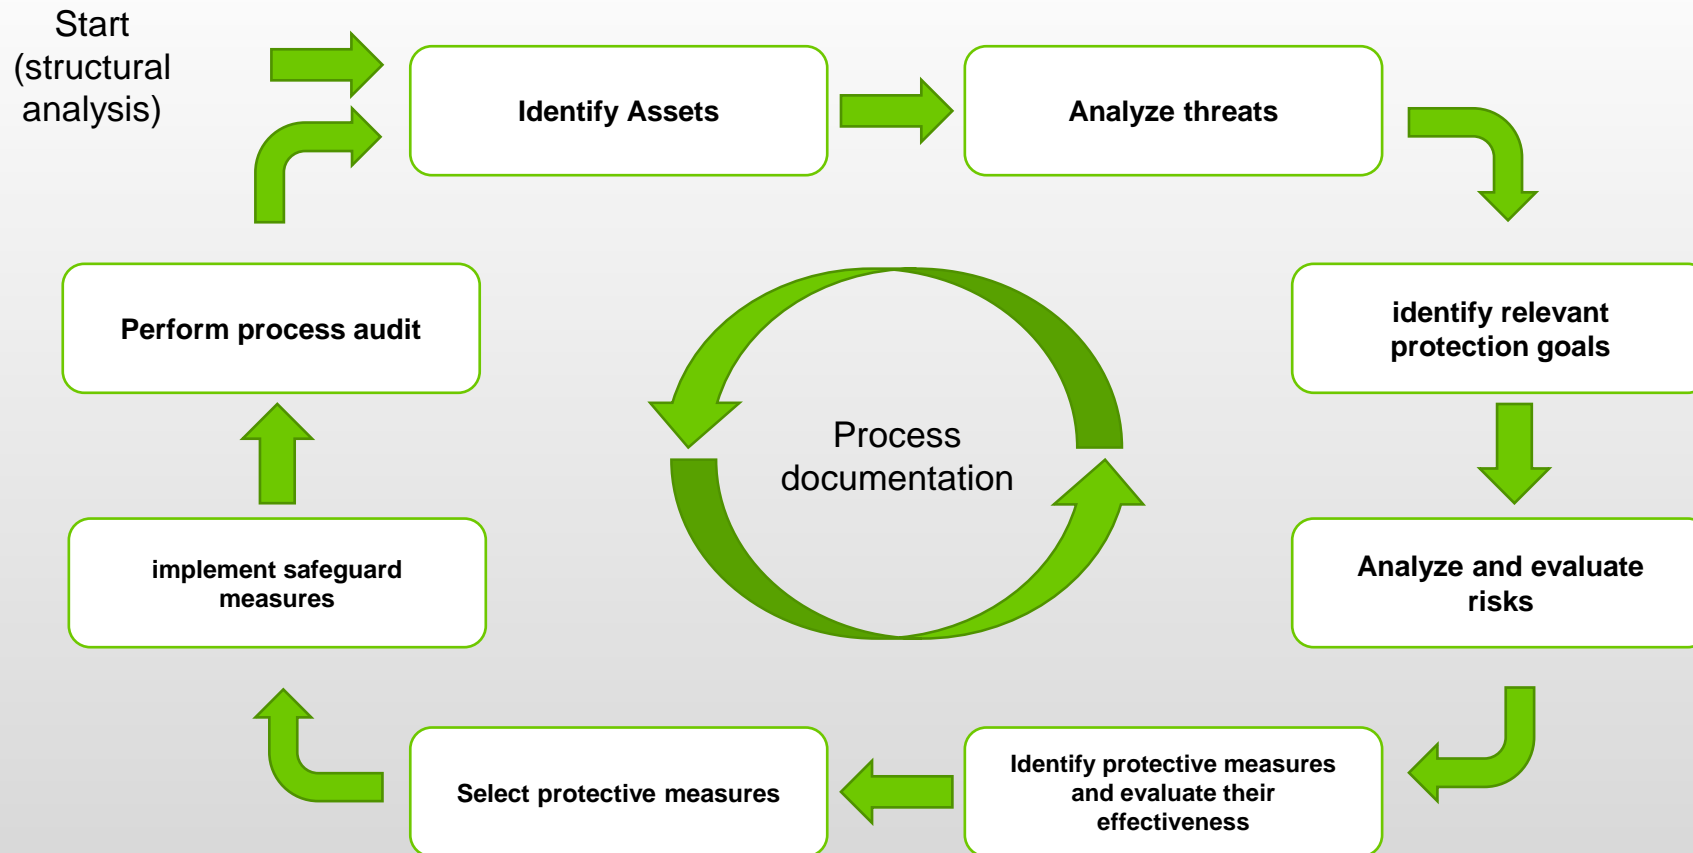 Start
(structural
analysis)
Identify Assets
Analyze threats
identify relevant
protection goals
Analyze and evaluate
risks
Identify protective measures
and evaluate their
effectiveness
Select protective measures
implement safeguard
measures
Perform process audit
Process
documentation